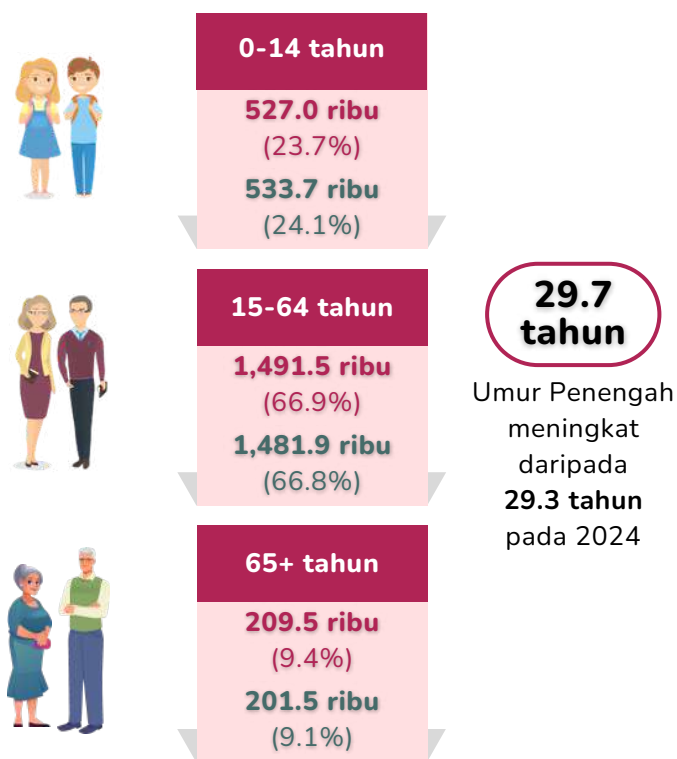 0-14 tahun
527.0 ribu
(23.7%)
533.7 ribu
(24.1%)
15-64 tahun
1,491.5 ribu
(66.9%)
1,481.9 ribu
(66.8%)
65+ tahun
209.5 ribu
(9.4%)
201.5 ribu
(9.1%)
29.7
tahun
Umur Penengah
meningkat
daripada
29.3 tahun
pada 2024